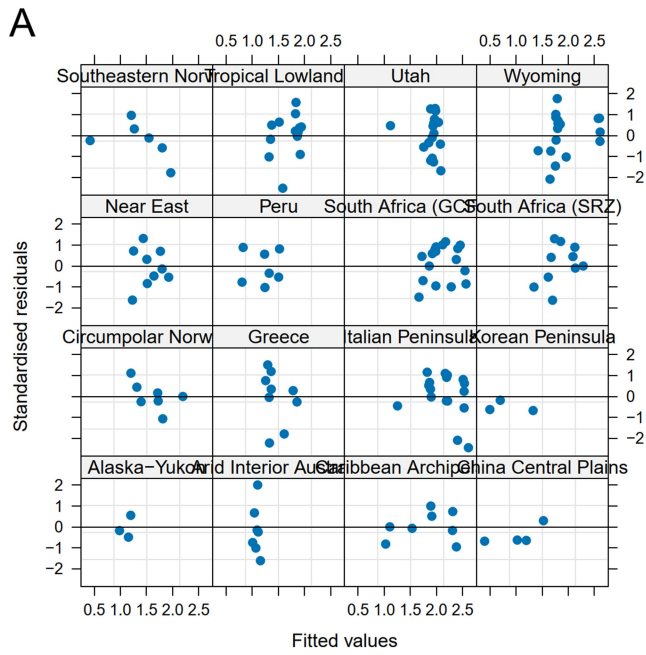 A
0.5 1.0 1.5 2.0 2.5 0.5 1.0 1.5 2.0 2.5
Southeastern Norw Tropical Lowland Utah Wyoming
2
1
0
−1
−2
Near East Peru South Africa (GCF South Africa (SRZ)
2
1
0
−1
−2
Circumpolar Norw Greece Italian Peninsula Korean Peninsula
2
1
0
−1
−2
Alaska−Yukon Arid Interior Austra Caribbean Archipe China Central Plains
2
1
0
−1
−2
0.5 1.0 1.5 2.0 2.5 0.5 1.0 1.5 2.0 2.5
Standardised residuals
Fitted values